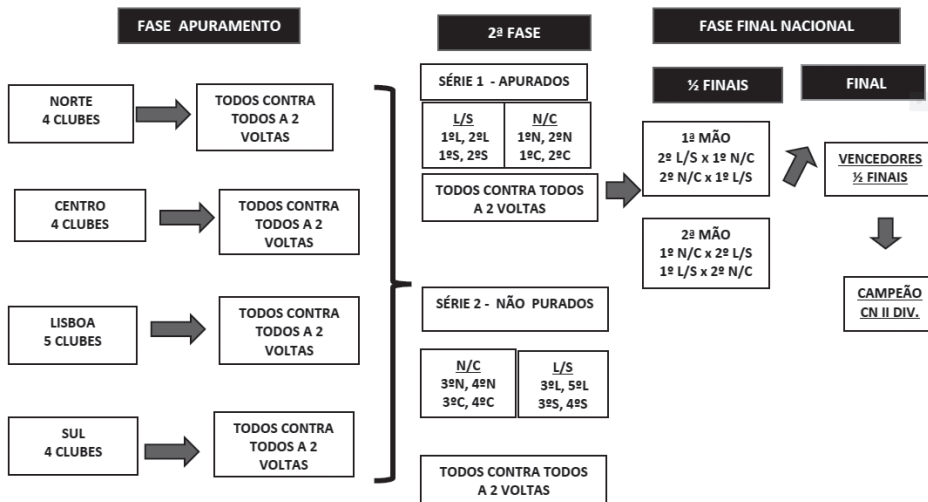 FASE APURAMENTO
NORTE
4 CLUBES
TODOS CONTRA
TODOS A 2
VOLTAS
CENTRO
4 CLUBES
TODOS CONTRA
TODOS A 2
VOLTAS
LISBOA
5 CLUBES
TODOS CONTRA
TODOS A 2
VOLTAS
SUL
4 CLUBES
TODOS CONTRA
TODOS A 2
VOLTAS
2ª FASE
SÉRIE 1 - APURADOS
L/S
1ºL, 2ºL
1ºS, 2ºS
N/C
1ºN, 2ºN
1ºC, 2ºC
TODOS CONTRA TODOS
A 2 VOLTAS
SÉRIE 2 - NÃO PURADOS
N/C
3ºN, 4ºN
3ºC, 4ºC
L/S
3ºL, 5ºL
3ºS, 4ºS
TODOS CONTRA TODOS
A 2 VOLTAS
FASE FINAL NACIONAL
½ FINAIS
1ª MÃO
2º L/S x 1º N/C
2º N/C x 1º L/S
2ª MÃO
1º N/C x 2º L/S
1º L/S x 2º N/C
FINAL
VENCEDORES
½ FINAIS
CAMPEÃO
CN II DIV.